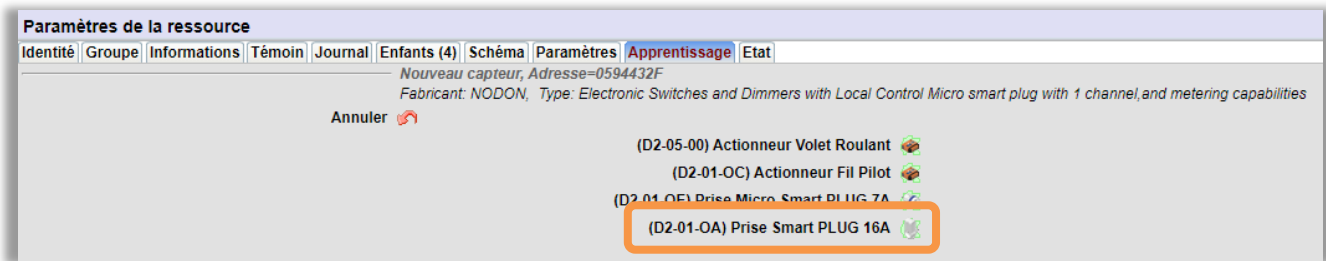 Paramètres de la ressource
Identité Groupe Informations Témoin Journal Enfants (4) Schéma Paramètres Apprentissage Etat
Nouveau capteur, Adresse=0594432F
Fabricant: NODON, Type: Electronic Switches and Dimmers with Local Control Micro smart plug with 1 channel,and metering capabilities
Annuler
(D2-05-00) Actionneur Volet Roulant
(D2-01-OC) Actionneur Fil Pilot
(D2-01-OE) Prise Micro Smart PLUG 7A
(D2-01-OA) Prise Smart PLUG 16A